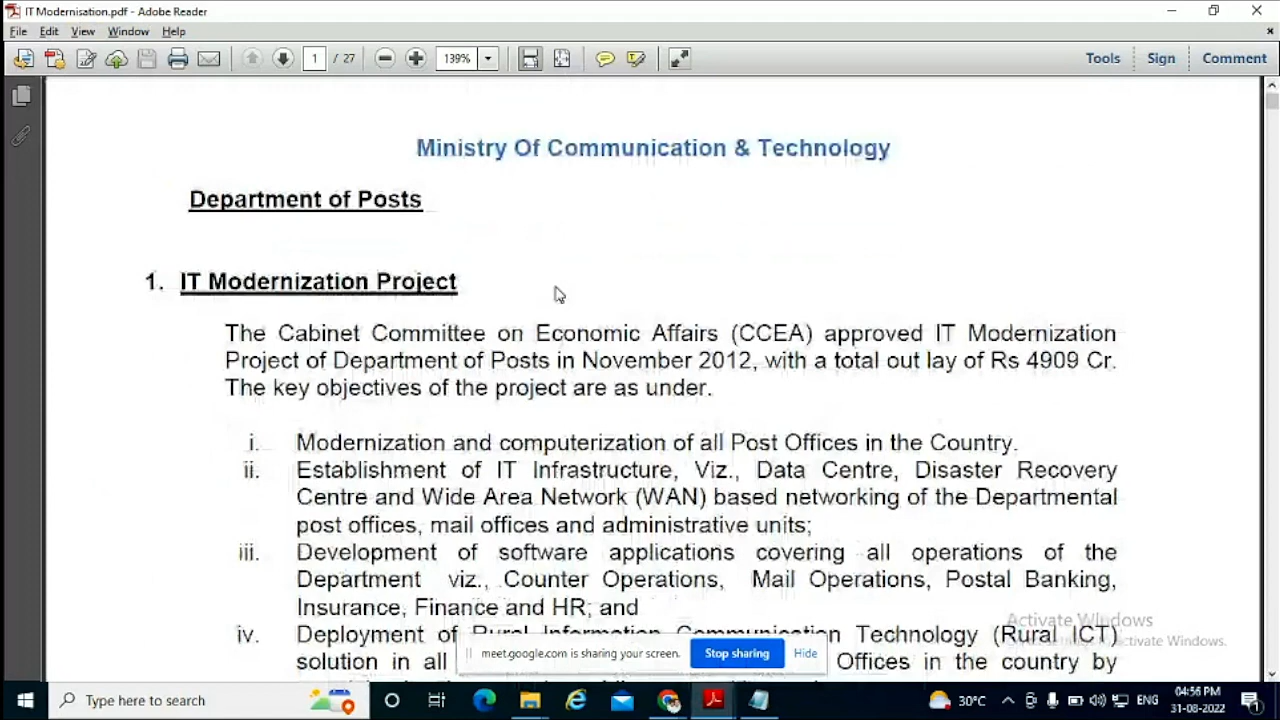 IT Modernisation.pdf - Adobe Reader
File Edit View Window Help
1 / 27 139% Tools Sign Comment
Ministry Of Communication & Technology
Department of Posts
1. IT Modernization Project
The Cabinet Committee on Economic Affairs (CCEA) approved IT Modernization
Project of Department of Posts in November 2012, with a total out lay of Rs 4909 Cr.
The key objectives of the project are as under.
i. Modernization and computerization of all Post Offices in the Country.
ii. Establishment of IT Infrastructure, Viz., Data Centre, Disaster Recovery
Centre and Wide Area Network (WAN) based networking of the Departmental
post offices, mail offices and administrative units;
iii. Development of software applications covering all operations of the
Department viz., Counter Operations, Mail Operations, Postal Banking,
Insurance, Finance and HR; and
Activate Windows
iv. Deployment of Rural Information Communication Technology (Rural ICT)
activate Windows.
meet.google.com is sharing your screen. Stop sharing Hide
solution in all Offices in the country by
Type here to search
30°C ENG 04:56 PM
31-08-2022 1